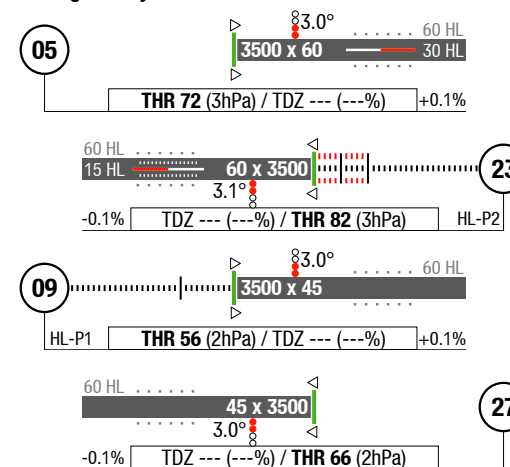 3.0° 60 HL
05 3500 x 60 30 HL
THR 72 (3hPa) / TDZ --- (---%) +0.1%
60 HL
15 HL 60 x 3500 23
3.1°
-0.1% TDZ --- (---%) / THR 82 (3hPa) HL-P2
3.0° 60 HL
09 3500 x 45
HL-P1 THR 56 (2hPa) / TDZ --- (---%) +0.1%
60 HL
45 x 3500 27
3.0°
-0.1% TDZ --- (---%) / THR 66 (2hPa)